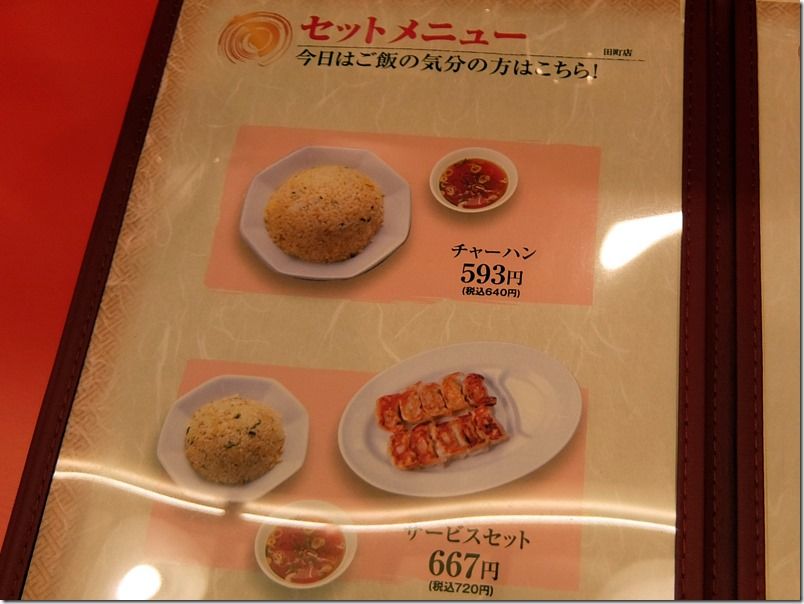 セットメニュー
田町店
今日はご飯の気分の方はこちら!
チャーハン
593円
(税込640円)
サービスセット
667円
(税込720円)